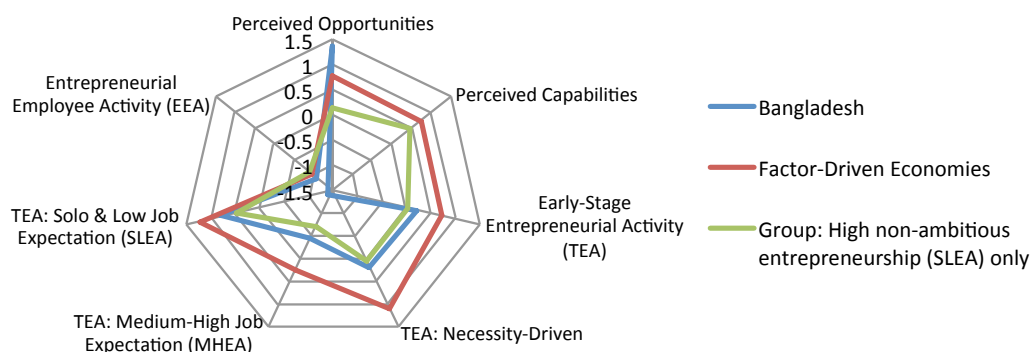 Perceived Opportunities
1.5
1
0.5
0
-0.5
-1
-1.5
Perceived Capabilities
Early-Stage
Entrepreneurial Activity
(TEA)
TEA: Necessity-Driven
TEA: Medium-High Job
Expectation (MHEA)
TEA: Solo & Low Job
Expectation (SLEA)
Entrepreneurial
Employee Activity (EEA)
Bangladesh
Factor-Driven Economies
Group: High non-ambitious
entrepreneurship (SLEA) only